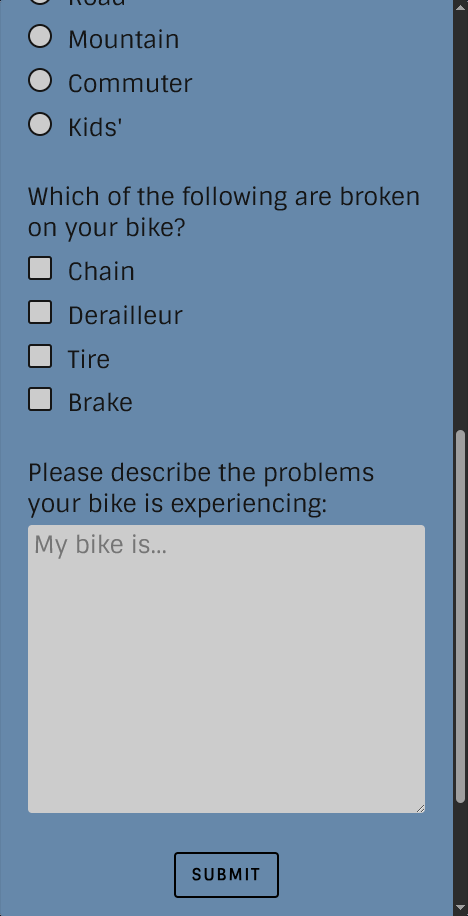 Road
Mountain
Commuter
Kids'
Which of the following are broken
on your bike?
Chain
Derailleur
Tire
Brake
Please describe the problems
your bike is experiencing:
My bike is...
SUBMIT